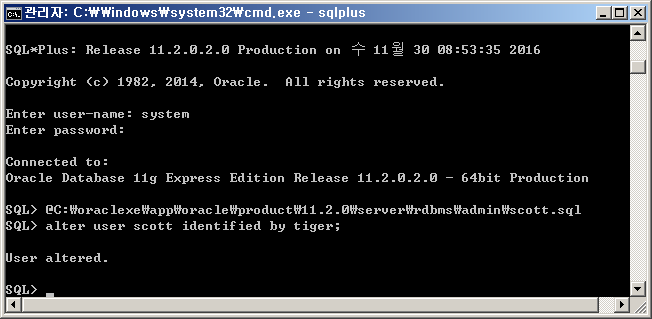 관리자: C:₩Windows₩system32₩cmd.exe - sqlplus
SQL*Plus: Release 11.2.0.2.0 Production on 수 11월 30 08:53:35 2016
Copyright (c) 1982, 2014, Oracle.  All rights reserved.
Enter user-name: system
Enter password:
Connected to:
Oracle Database 11g Express Edition Release 11.2.0.2.0 - 64bit Production
SQL> @C:₩oraclexe₩app₩oracle₩product₩11.2.0₩server₩rdbms₩admin₩scott.sql
SQL> alter user scott identified by tiger;
User altered.
SQL>